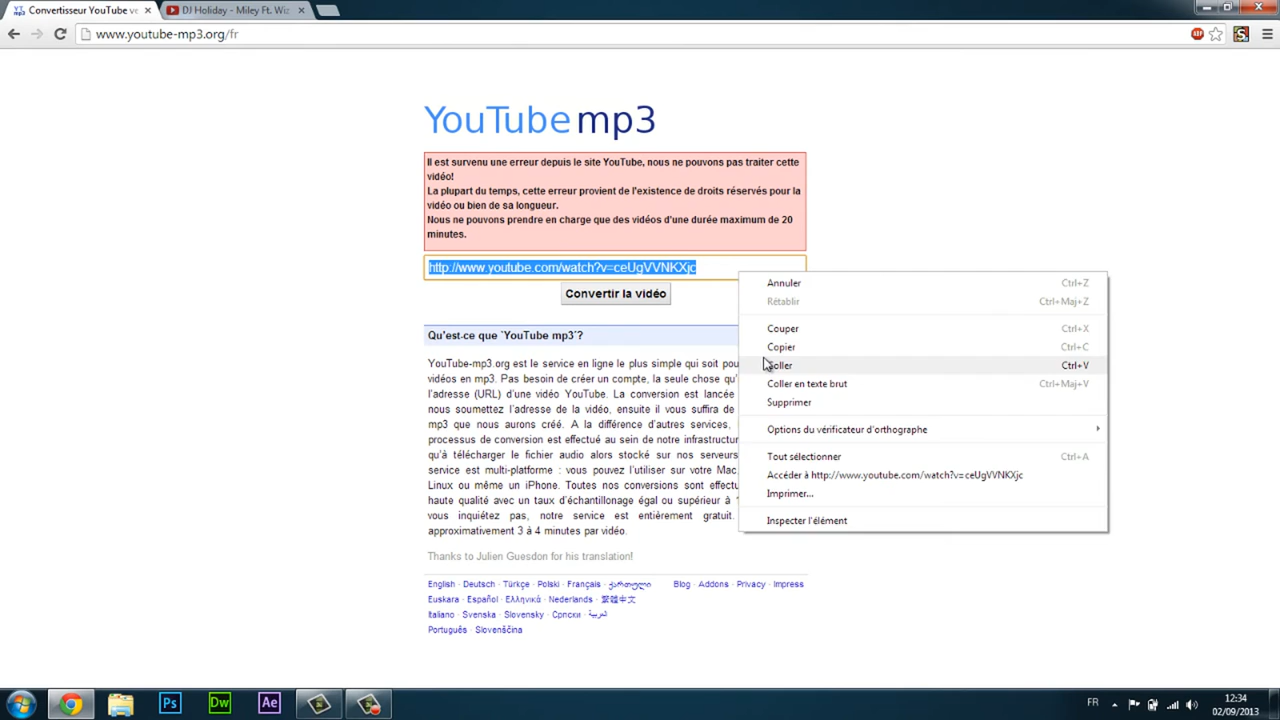 Convertisseur YouTube ve
DJ Holiday - Miley Ft. Wiz
www.youtube-mp3.org/fr
YouTube mp3
Il est survenu une erreur depuis le site YouTube, nous ne pouvons pas traiter cette
vidéo!
La plupart du temps, cette erreur provient de l'existence de droits réservés pour la
vidéo ou bien de sa longueur.
Nous ne pouvons prendre en charge que des vidéos d'une durée maximum de 20
minutes.
http://www.youtube.com/watch?v=ceUgVVNKXjc
Convertir la vidéo
Annuler Ctrl+Z
Rétablir Ctrl+Maj+Z
Couper Ctrl+X
Copier Ctrl+C
Coller Ctrl+V
Coller en texte brut Ctrl+Maj+V
Supprimer
Options du vérificateur d'orthographe
Tout sélectionner Ctrl+A
Accéder à http://www.youtube.com/watch?v=ceUgVVNKXjc
Imprimer...
Inspecter l'élément
Qu'est-ce que `YouTube mp3`?
YouTube-mp3.org est le service en ligne le plus simple qui soit pou
vidéos en mp3. Pas besoin de créer un compte, la seule chose qu'
l'adresse (URL) d'une vidéo YouTube. La conversion est lancée
nous soumettez l'adresse de la vidéo, ensuite il vous suffira de
mp3 que nous aurons créé. A la différence d'autres services,
processus de conversion est effectué au sein de notre infrastructur
qu'à télécharger le fichier audio alors stocké sur nos serveurs
service est multi-platforme : vous pouvez l'utiliser sur votre Mac
Linux ou même un iPhone. Toutes nos conversions sont effectu
haute qualité avec un taux d'échantillonage égal ou supérieur à
vous inquiétez pas, notre service est entièrement gratuit.
approximativement 3 à 4 minutes par vidéo.
Thanks to Julien Guesdon for his translation!
English · Deutsch · Türkçe · Polski · Français · ქართული
Blog · Addons · Privacy · Impress
Euskara · Español · Ελληνικά · Nederlands · 繁體中文
Italiano · Svenska · Slovensky · Српски · العربية
Português · Slovenščina
Ps
Dw
Ae
FR
12:34
02/09/2013